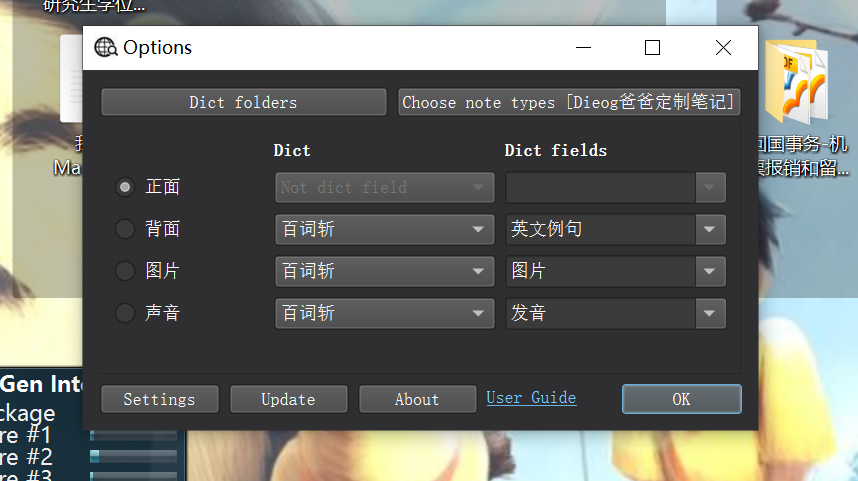 研究生学位...
Options
Dict folders
Choose note types [Dieog爸爸定制笔记]
Dict
Dict fields
正面
Not dict field
背面
百词斩
英文例句
图片
百词斩
图片
声音
百词斩
发音
Settings
Update
About
User Guide
OK
我
Ma
回国事务-机
票报销和留...
Gen Inte
ckage
re #1
re #2
re #3